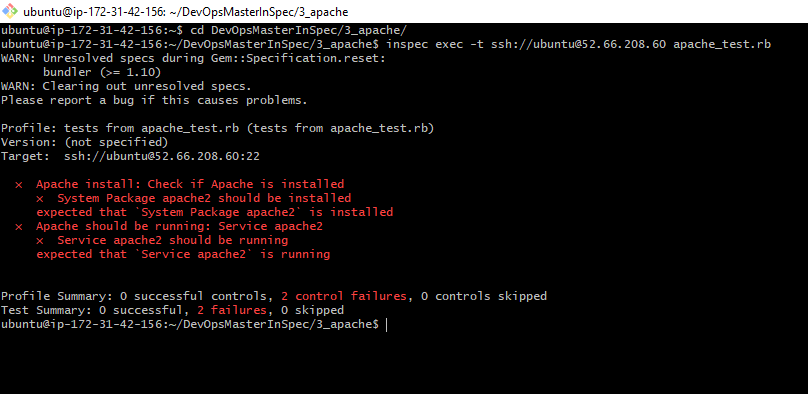 ubuntu@ip-172-31-42-156: ~/DevOpsMasterInSpec/3_apache
ubuntu@ip-172-31-42-156:~$ cd DevOpsMasterInSpec/3_apache/
ubuntu@ip-172-31-42-156:~/DevOpsMasterInSpec/3_apache$ inspec exec -t ssh://ubuntu@52.66.208.60 apache_test.rb
WARN: Unresolved specs during Gem::Specification.reset:
      bundler (>= 1.10)
WARN: Clearing out unresolved specs.
Please report a bug if this causes problems.

Profile: tests from apache_test.rb (tests from apache_test.rb)
Version: (not specified)
Target:  ssh://ubuntu@52.66.208.60:22

  ×  Apache install: Check if Apache is installed
     ×  System Package apache2 should be installed
     expected that `System Package apache2` is installed
  ×  Apache should be running: Service apache2
     ×  Service apache2 should be running
     expected that `Service apache2` is running

Profile Summary: 0 successful controls, 2 control failures, 0 controls skipped
Test Summary: 0 successful, 2 failures, 0 skipped
ubuntu@ip-172-31-42-156:~/DevOpsMasterInSpec/3_apache$